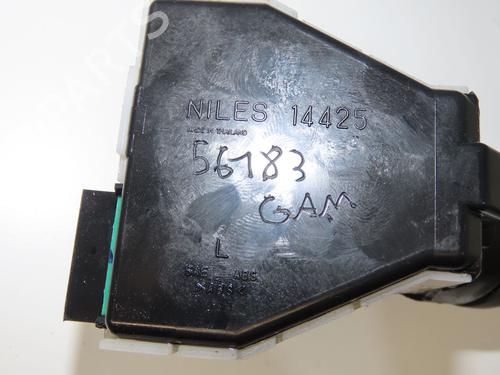 NILES 14425
MADE IN THAILAND
56183
GAM
L